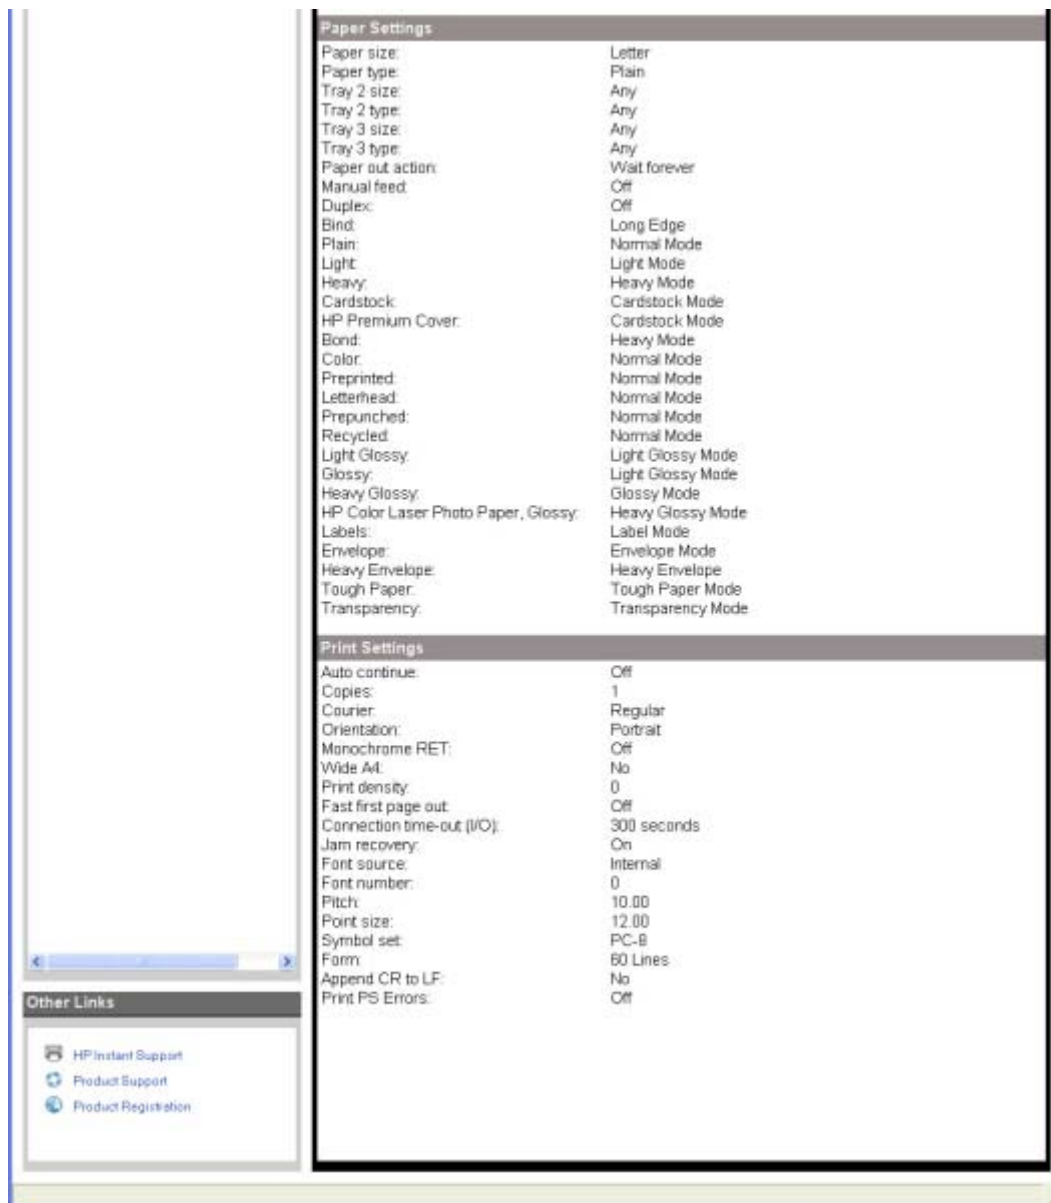 Paper Settings
Paper size: Letter
Paper type: Plain
Tray 2 size: Any
Tray 2 type: Any
Tray 3 size: Any
Tray 3 type: Any
Paper out action: Wait forever
Manual feed: Off
Duplex: Off
Bind: Long Edge
Plain: Normal Mode
Light: Light Mode
Heavy: Heavy Mode
Cardstock: Cardstock Mode
HP Premium Cover: Cardstock Mode
Bond: Heavy Mode
Color: Normal Mode
Preprinted: Normal Mode
Letterhead: Normal Mode
Prepunched: Normal Mode
Recycled: Normal Mode
Light Glossy: Light Glossy Mode
Glossy: Light Glossy Mode
Heavy Glossy: Glossy Mode
HP Color Laser Photo Paper, Glossy: Heavy Glossy Mode
Labels: Label Mode
Envelope: Envelope Mode
Heavy Envelope: Heavy Envelope
Tough Paper: Tough Paper Mode
Transparency: Transparency Mode
Print Settings
Auto continue: Off
Copies: 1
Courier: Regular
Orientation: Portrait
Monochrome RET: Off
Wide A4: No
Print density: 0
Fast first page out: Off
Connection time-out (I/O): 300 seconds
Jam recovery: On
Font source: Internal
Font number: 0
Pitch: 10.00
Point size: 12.00
Symbol set: PC-8
Form: 60 Lines
Append CR to LF: No
Print PS Errors: Off
Other Links
HP Instant Support
Product Support
Product Registration